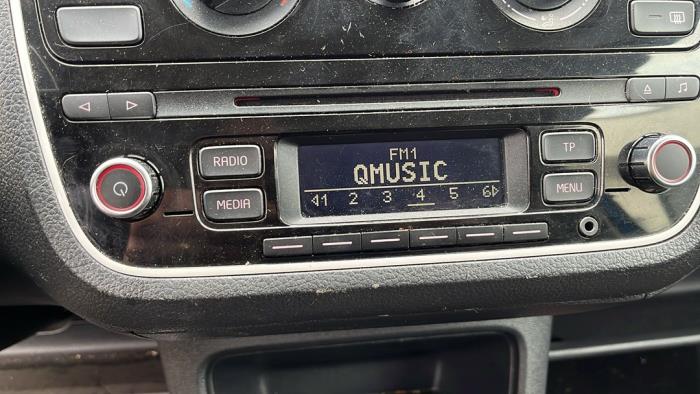 RADIO
MEDIA
FM1
QMUSIC
1 2 3 4 5 6
TP
MENU